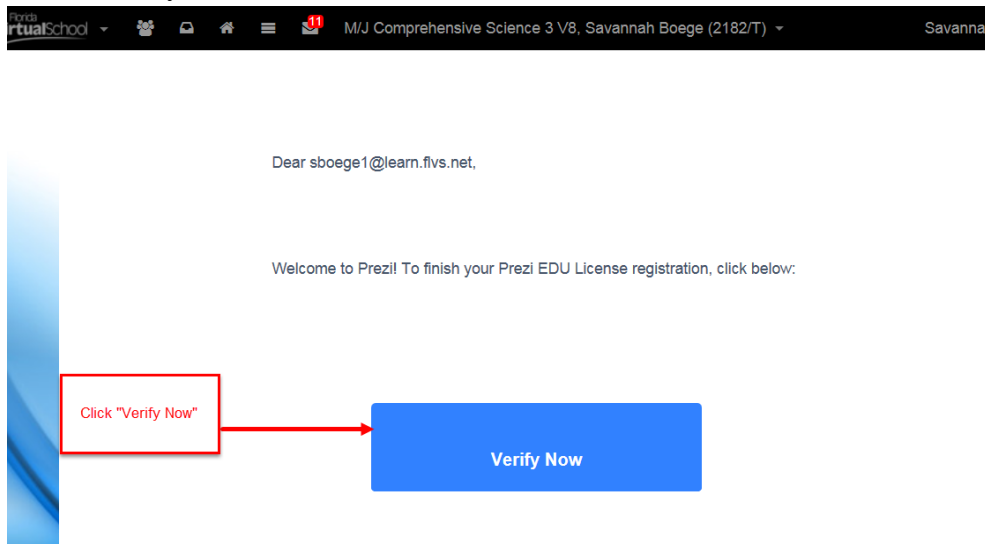 Florida
rtualSchool
11
M/J Comprehensive Science 3 V8, Savannah Boege (2182/T)
Savanna
Dear sboege1@learn.flvs.net,
Welcome to Prezi! To finish your Prezi EDU License registration, click below:
Click "Verify Now"
Verify Now